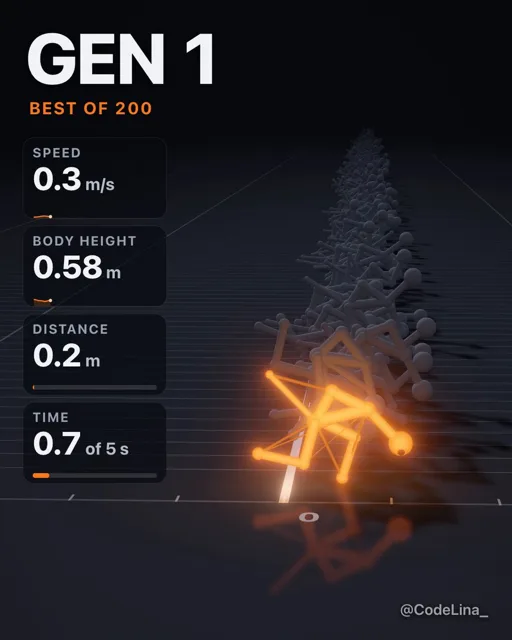 GEN 1
BEST OF 200
SPEED
0.3 m/s
BODY HEIGHT
0.58 m
DISTANCE
0.2 m
TIME
0.7 of 5 s
0
@CodeLina_